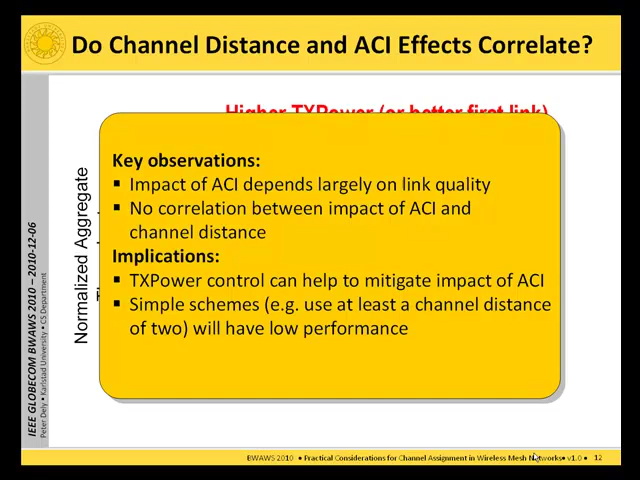 Do Channel Distance and ACI Effects Correlate?
Higher TXPower (or better first link)
Normalized Aggregate
Key observations:
▪ Impact of ACI depends largely on link quality
▪ No correlation between impact of ACI and
channel distance
Implications:
▪ TXPower control can help to mitigate impact of ACI
▪ Simple schemes (e.g. use at least a channel distance
of two) will have low performance
IEEE GLOBECOM BWAWS 2010 – 2010-12-06
Peter Dely • Karlstad University • CS Department
BWAWS 2010 • Practical Considerations for Channel Assignment in Wireless Mesh Networks • v1.0 • 12